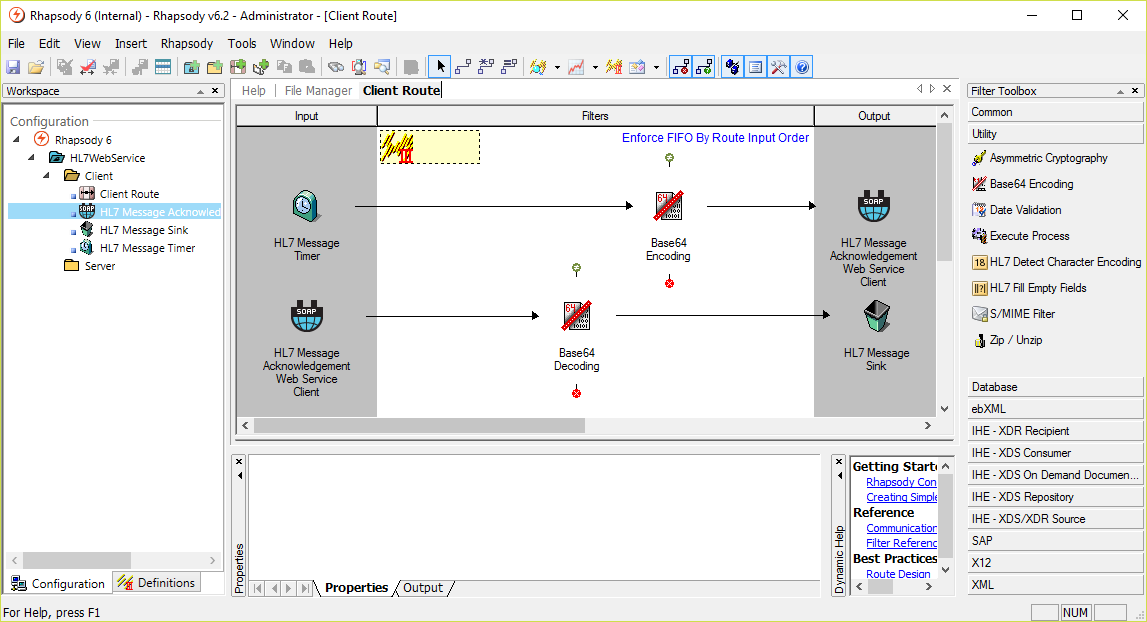 Rhapsody 6 (Internal) - Rhapsody v6.2 - Administrator - [Client Route]
File Edit View Insert Rhapsody Tools Window Help
Workspace
Configuration
Rhapsody 6
HL7WebService
Client
Client Route
HL7 Message Acknowled
HL7 Message Sink
HL7 Message Timer
Server
Configuration Definitions
Help File Manager Client Route
Input Filters Output
Enforce FIFO By Route Input Order
64
HL7 Message
Timer
Base64
Encoding
SOAP
HL7 Message
Acknowledgement
Web Service
Client
SOAP
HL7 Message
Acknowledgement
Web Service
Client
64
Base64
Decoding
HL7 Message
Sink
Properties
Properties Output
Dynamic Help
Getting Starte
Rhapsody Con
Creating Simple
Reference
Communication
Filter Referenc
Best Practices
Route Design
Filter Toolbox
Common
Utility
Asymmetric Cryptography
Base64 Encoding
Date Validation
Execute Process
18 HL7 Detect Character Encoding
HL7 Fill Empty Fields
S/MIME Filter
Zip / Unzip
Database
ebXML
IHE - XDR Recipient
IHE - XDS Consumer
IHE - XDS On Demand Documen...
IHE - XDS Repository
IHE - XDS/XDR Source
SAP
X12
XML
For Help, press F1
NUM